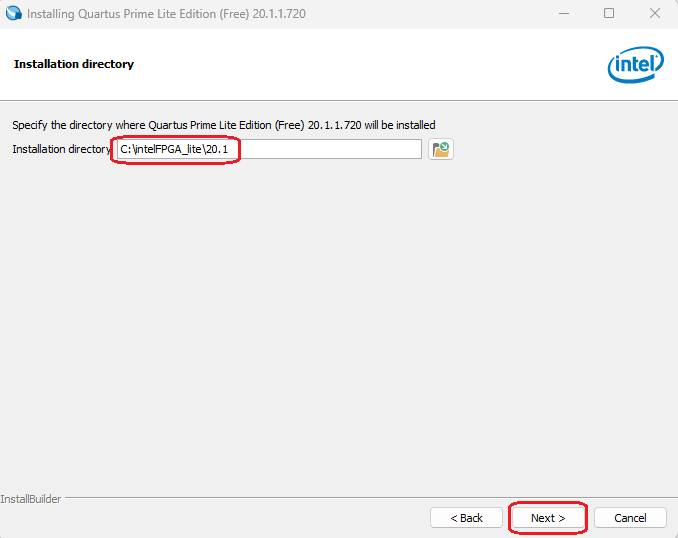 Installing Quartus Prime Lite Edition (Free) 20.1.1.720
Installation directory
intel
Specify the directory where Quartus Prime Lite Edition (Free) 20.1.1.720 will be installed
Installation directory C:\intelFPGA_lite\20.1
InstallBuilder
< Back Next > Cancel